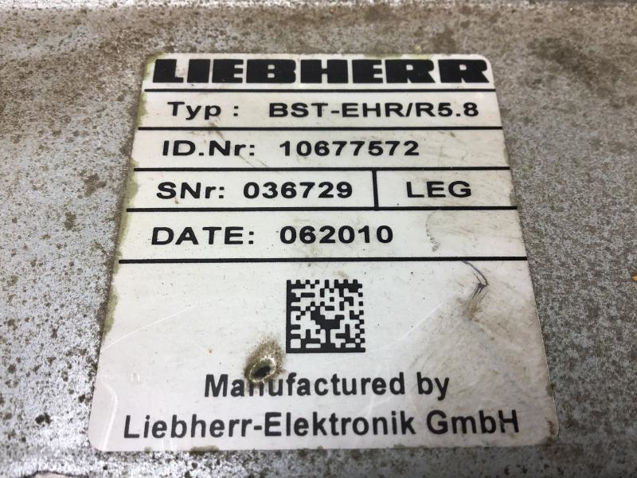 LIEBHERR
Typ : BST-EHR/R5.8
ID.Nr: 10677572
SNr: 036729 LEG
DATE: 062010
Manufactured by
Liebherr-Elektronik GmbH